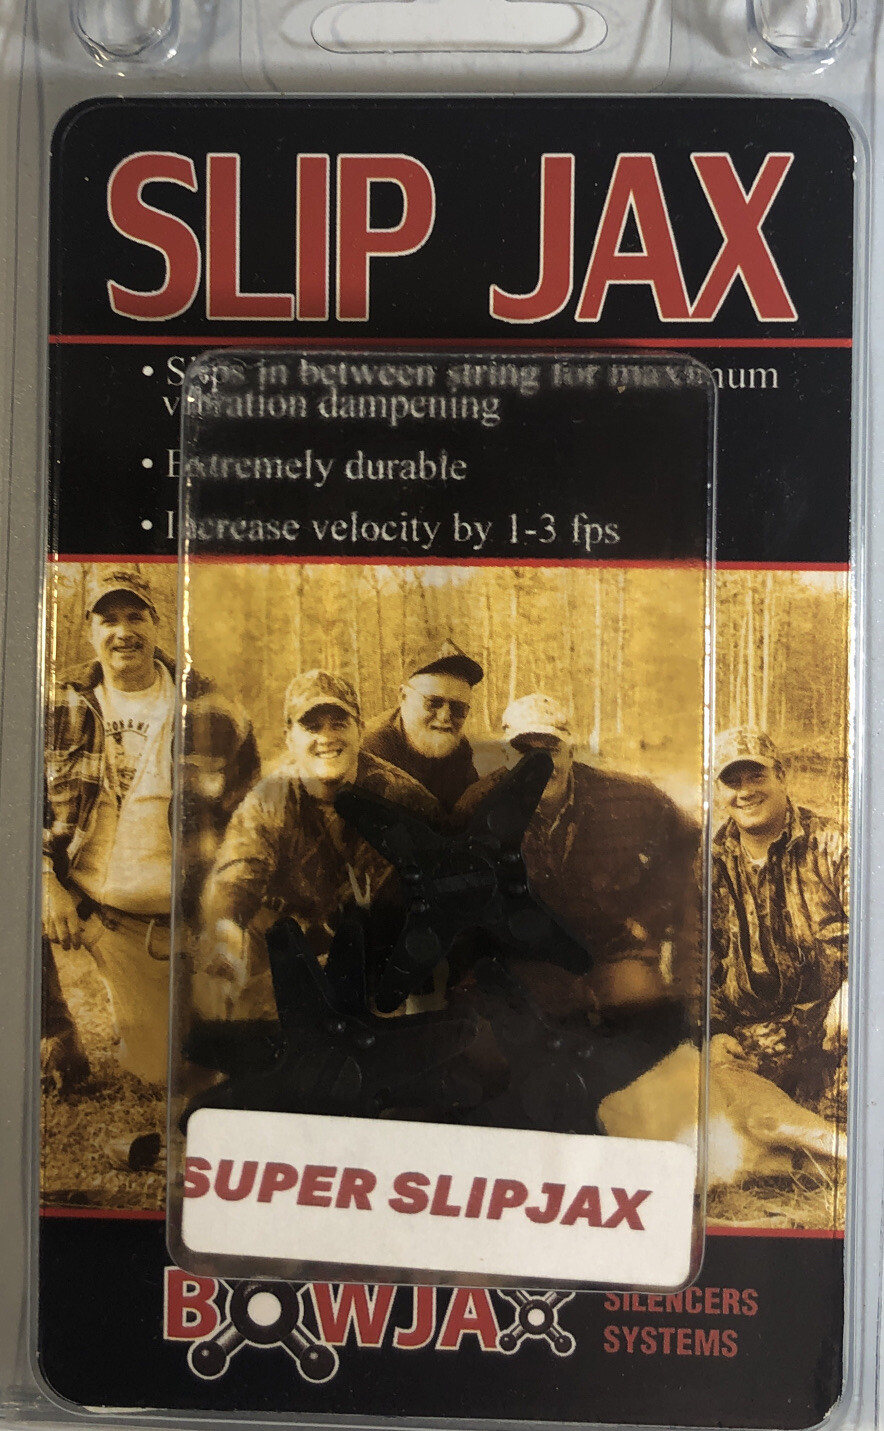 SLIP JAX
• Slips in between string for maximum
vibration dampening
• Extremely durable
• Increase velocity by 1-3 fps
SUPER SLIPJAX
BOWJAX
SILENCERS
SYSTEMS